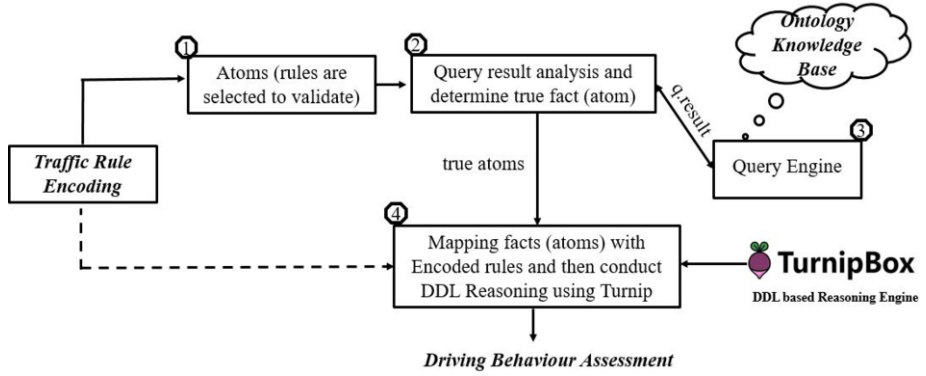 Ontology
Knowledge
Base
1
Atoms (rules are
selected to validate)
2
Query result analysis and
determine true fact (atom)
q.result
3
Query Engine
Traffic Rule
Encoding
true atoms
4
Mapping facts (atoms) with
Encoded rules and then conduct
DDL Reasoning using Turnip
TurnipBox
DDL based Reasoning Engine
Driving Behaviour Assessment